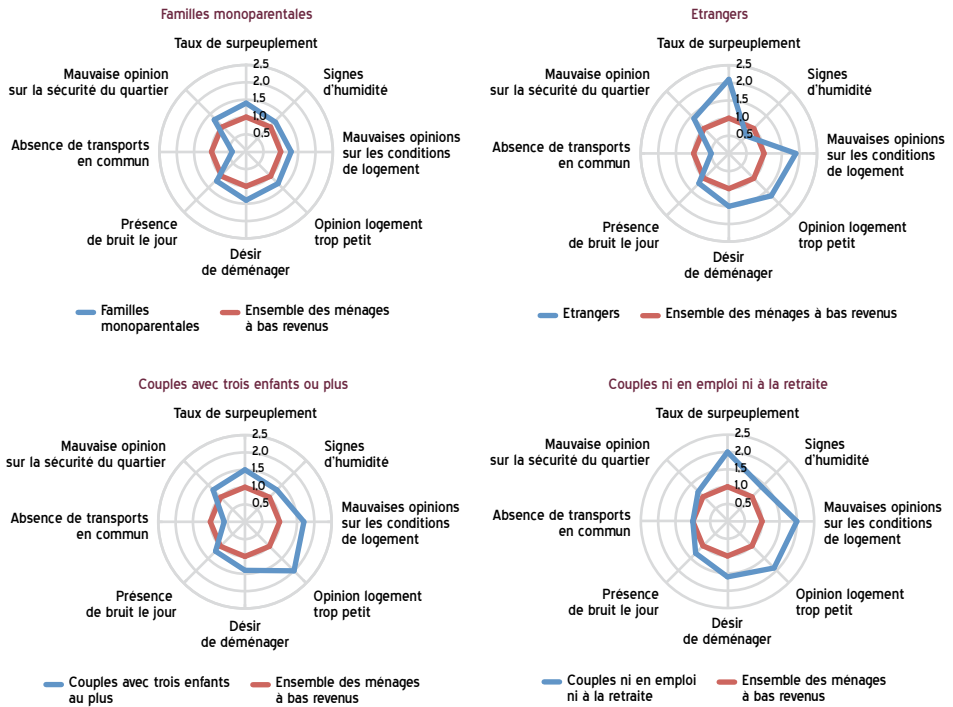 Familles monoparentales
Taux de surpeuplement
2.5
2.0
1.5
1.0
0.5
Signes
d'humidité
Mauvaises opinions
sur les conditions
de logement
Opinion logement
trop petit
Désir
de déménager
Présence
de bruit le jour
Absence de transports
en commun
Mauvaise opinion
sur la sécurité du quartier
Familles
monoparentales
Ensemble des ménages
à bas revenus
Etrangers
Taux de surpeuplement
2.5
2.0
1.5
1.0
0.5
Signes
d'humidité
Mauvaises opinions
sur les conditions
de logement
Opinion logement
trop petit
Désir
de déménager
Présence
de bruit le jour
Absence de transports
en commun
Mauvaise opinion
sur la sécurité du quartier
Etrangers
Ensemble des ménages à bas revenus
Couples avec trois enfants ou plus
Taux de surpeuplement
2.5
2.0
1.5
1.0
0.5
Signes
d'humidité
Mauvaises opinions
sur les conditions
de logement
Opinion logement
trop petit
Désir
de déménager
Présence
de bruit le jour
Absence de transports
en commun
Mauvaise opinion
sur la sécurité du quartier
Couples avec trois enfants
au plus
Ensemble des ménages
à bas revenus
Couples ni en emploi ni à la retraite
Taux de surpeuplement
2.5
2.0
1.5
1.0
0.5
Signes
d'humidité
Mauvaises opinions
sur les conditions
de logement
Opinion logement
trop petit
Désir
de déménager
Présence
de bruit le jour
Absence de transports
en commun
Mauvaise opinion
sur la sécurité du quartier
Couples ni en emploi
ni à la retraite
Ensemble des ménages
à bas revenus